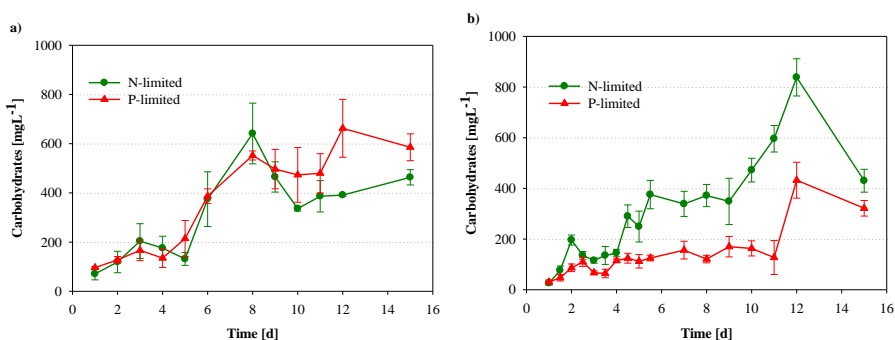 a)
1000
800
600
400
200
0
Carbohydrates [mgL-1]
N-limited
P-limited
0 2 4 6 8 10 12 14 16
Time [d]
b)
1000
800
600
400
200
0
Carbohydrates [mgL-1]
N-limited
P-limited
0 2 4 6 8 10 12 14 16
Time [d]